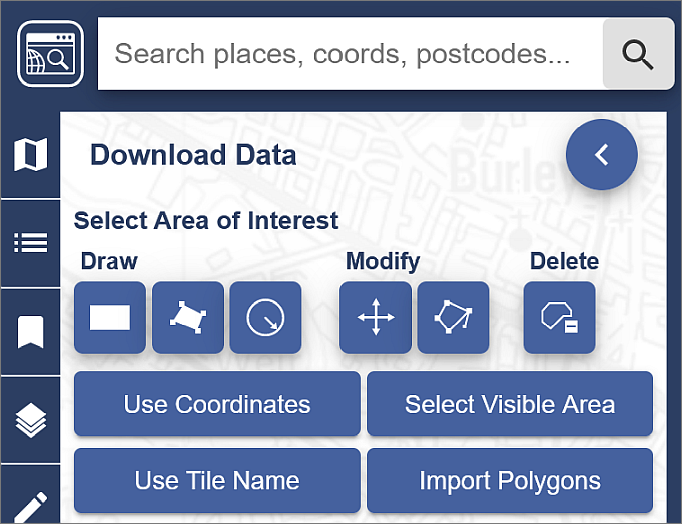 Search places, coords, postcodes...
Download Data
Select Area of Interest
Draw Modify Delete
Use Coordinates Select Visible Area
Use Tile Name Import Polygons